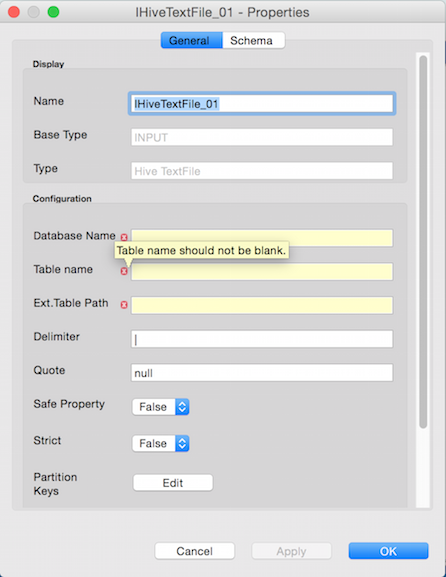 IHiveTextFile_01 - Properties
General Schema
Display
Name IHiveTextFile_01
Base Type INPUT
Type Hive TextFile
Configuration
Database Name
Table name should not be blank.
Table name
Ext.Table Path
Delimiter |
Quote null
Safe Property False
Strict False
Partition Edit
Keys
Cancel Apply OK